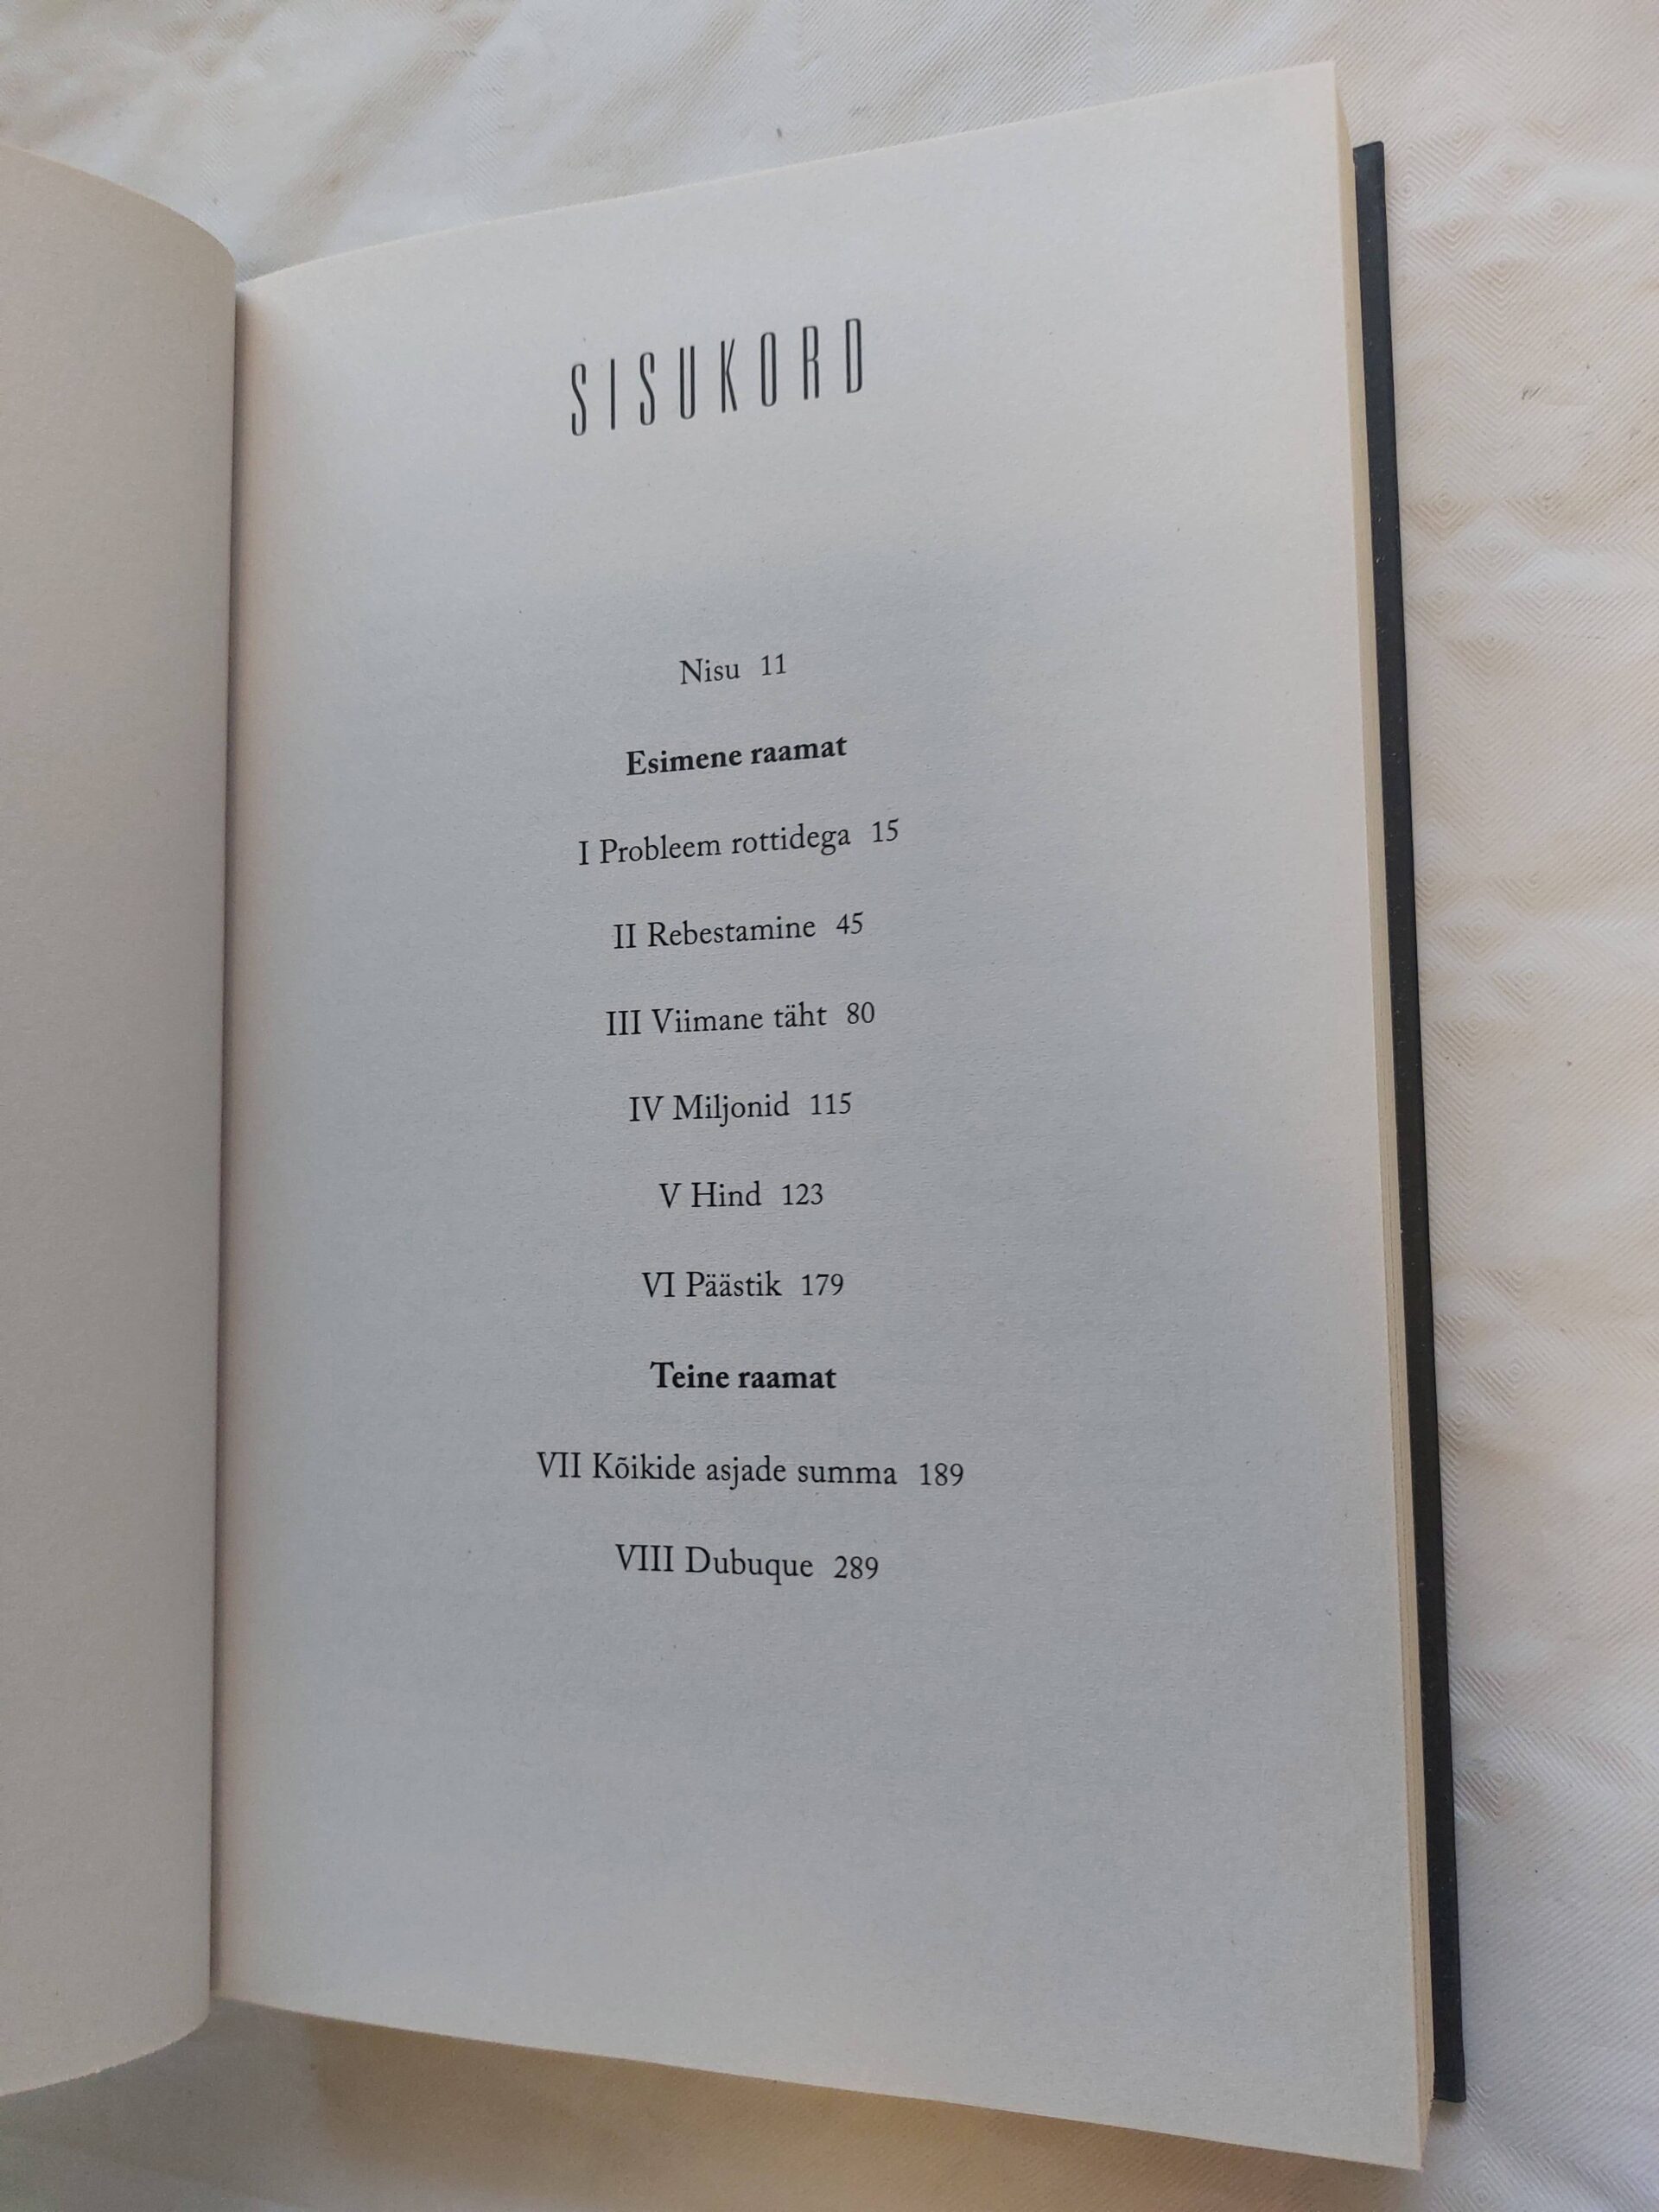 SISUKORD
Nisu 11
Esimene raamat
I Probleem rottidega 15
II Rebestamine 45
III Viimane täht 80
IV Miljonid 115
V Hind 123
VI Päästik 179
Teine raamat
VII Kõikide asjade summa 189
VIII Dubuque 289